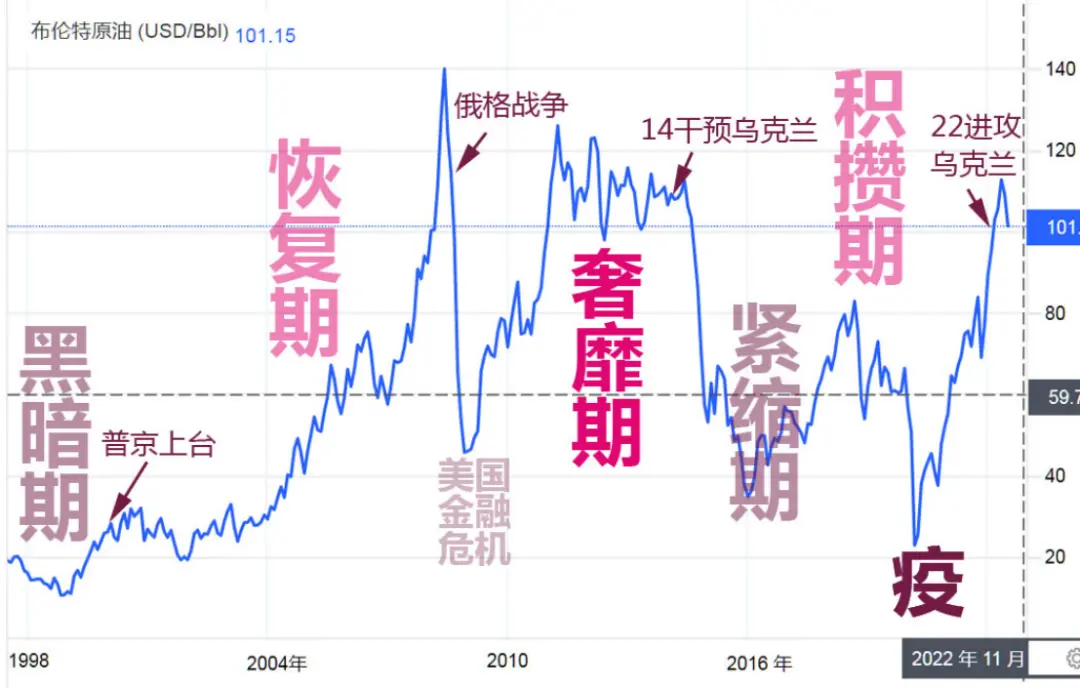 布伦特原油 (USD/Bbl) 101.15
140
120
101.
80
59.7
40
20
黑暗期
普京上台
恢复期
俄格战争
美国
金融
危机
奢靡期
14干预乌克兰
紧缩期
积攒期
22进攻
乌克兰
疫
1998
2004年
2010
2016 年
2022 年 11 月